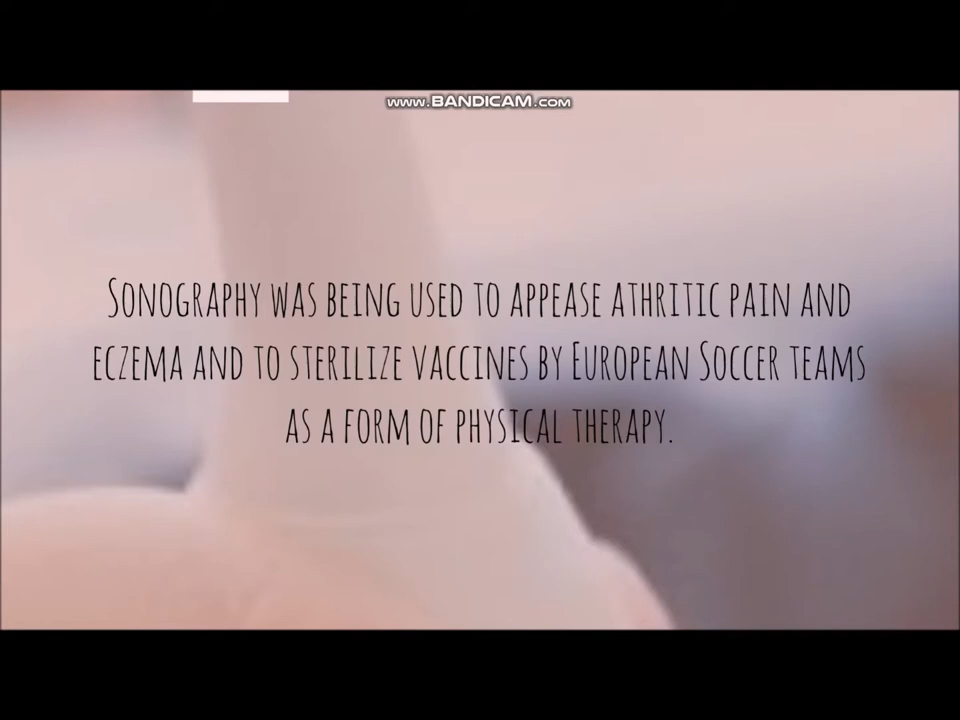 www.BANDICAM.com
Sonography was being used to appease athritic pain and
eczema and to sterilize vaccines by European Soccer teams
as a form of physical therapy.